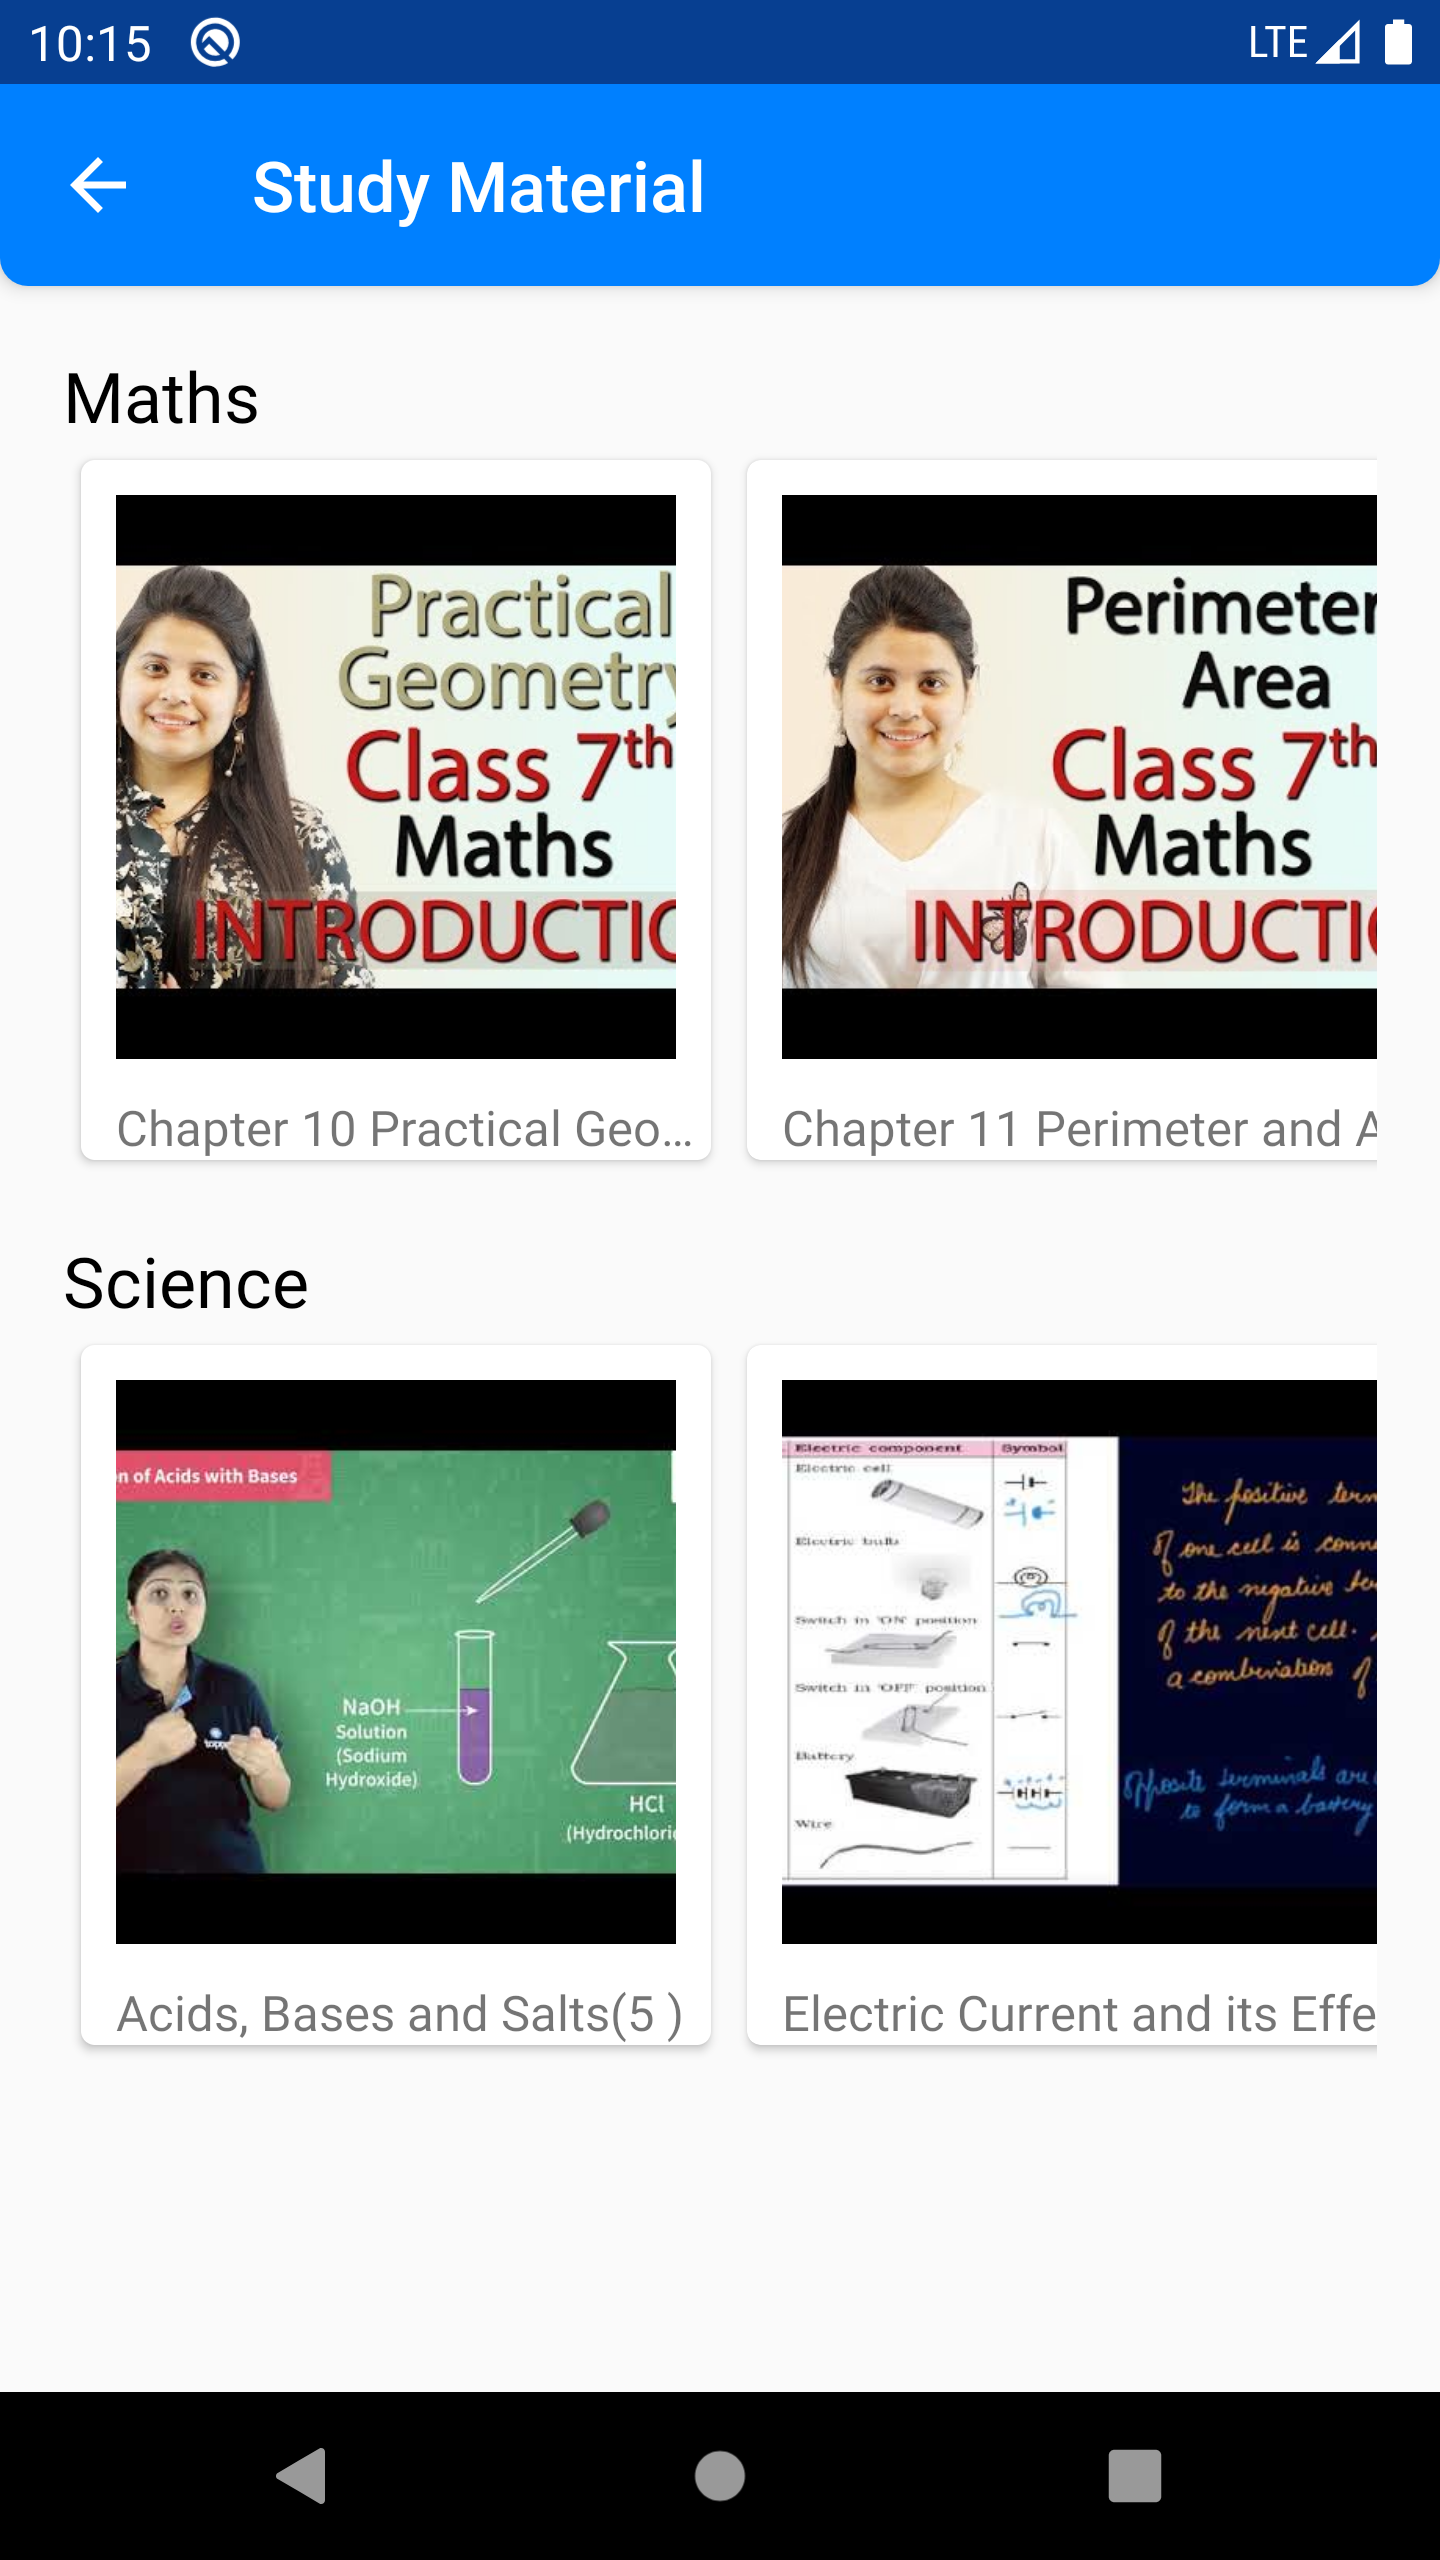 10:15
LTE
Study Material
Maths
Practical
Geometry
Class 7th
Maths
INTRODUCTIO
Chapter 10 Practical Geo...
Perimeter
Area
Class 7th
Maths
INTRODUCTI
Chapter 11 Perimeter and A
Science
n of Acids with Bases
NaOH
Solution
(Sodium
Hydroxide)
HCl
(Hydrochlori
Acids, Bases and Salts(5 )
Electric component Symbol
Electric cell
Electric bulb
Switch in 'ON' position
Switch in 'OFF' position
Battery
Wire
The positive term
of one cell is conn
to the negative te
of the next cell.
a combination of
Opposite terminals are
to form a battery
Electric Current and its Effe